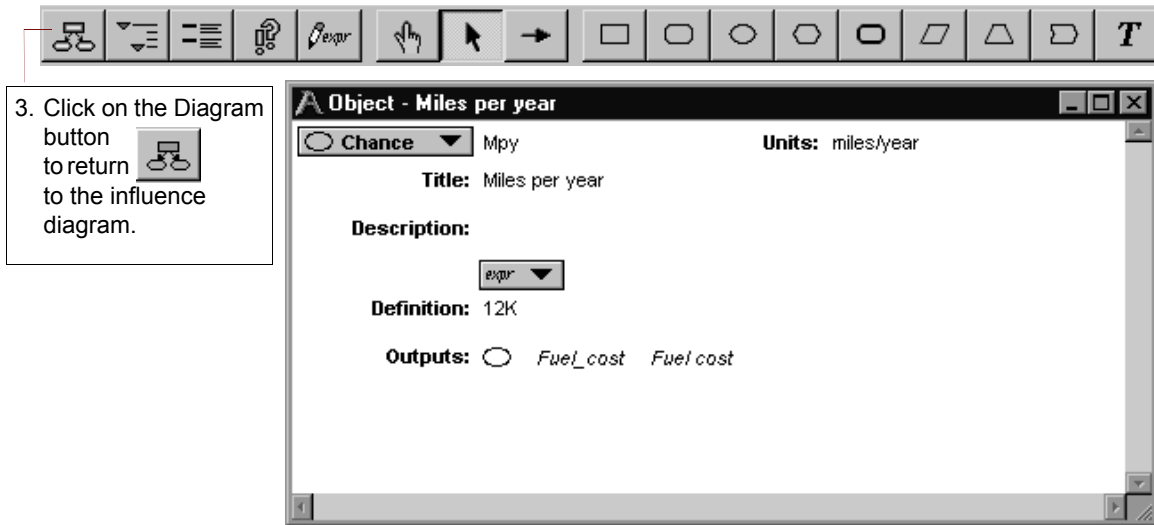 expr
T
3. Click on the Diagram
button
to return
to the influence
diagram.
Object - Miles per year
Chance Mpy Units: miles/year
Title: Miles per year
Description:
expr
Definition: 12K
Outputs: Fuel_cost Fuel cost